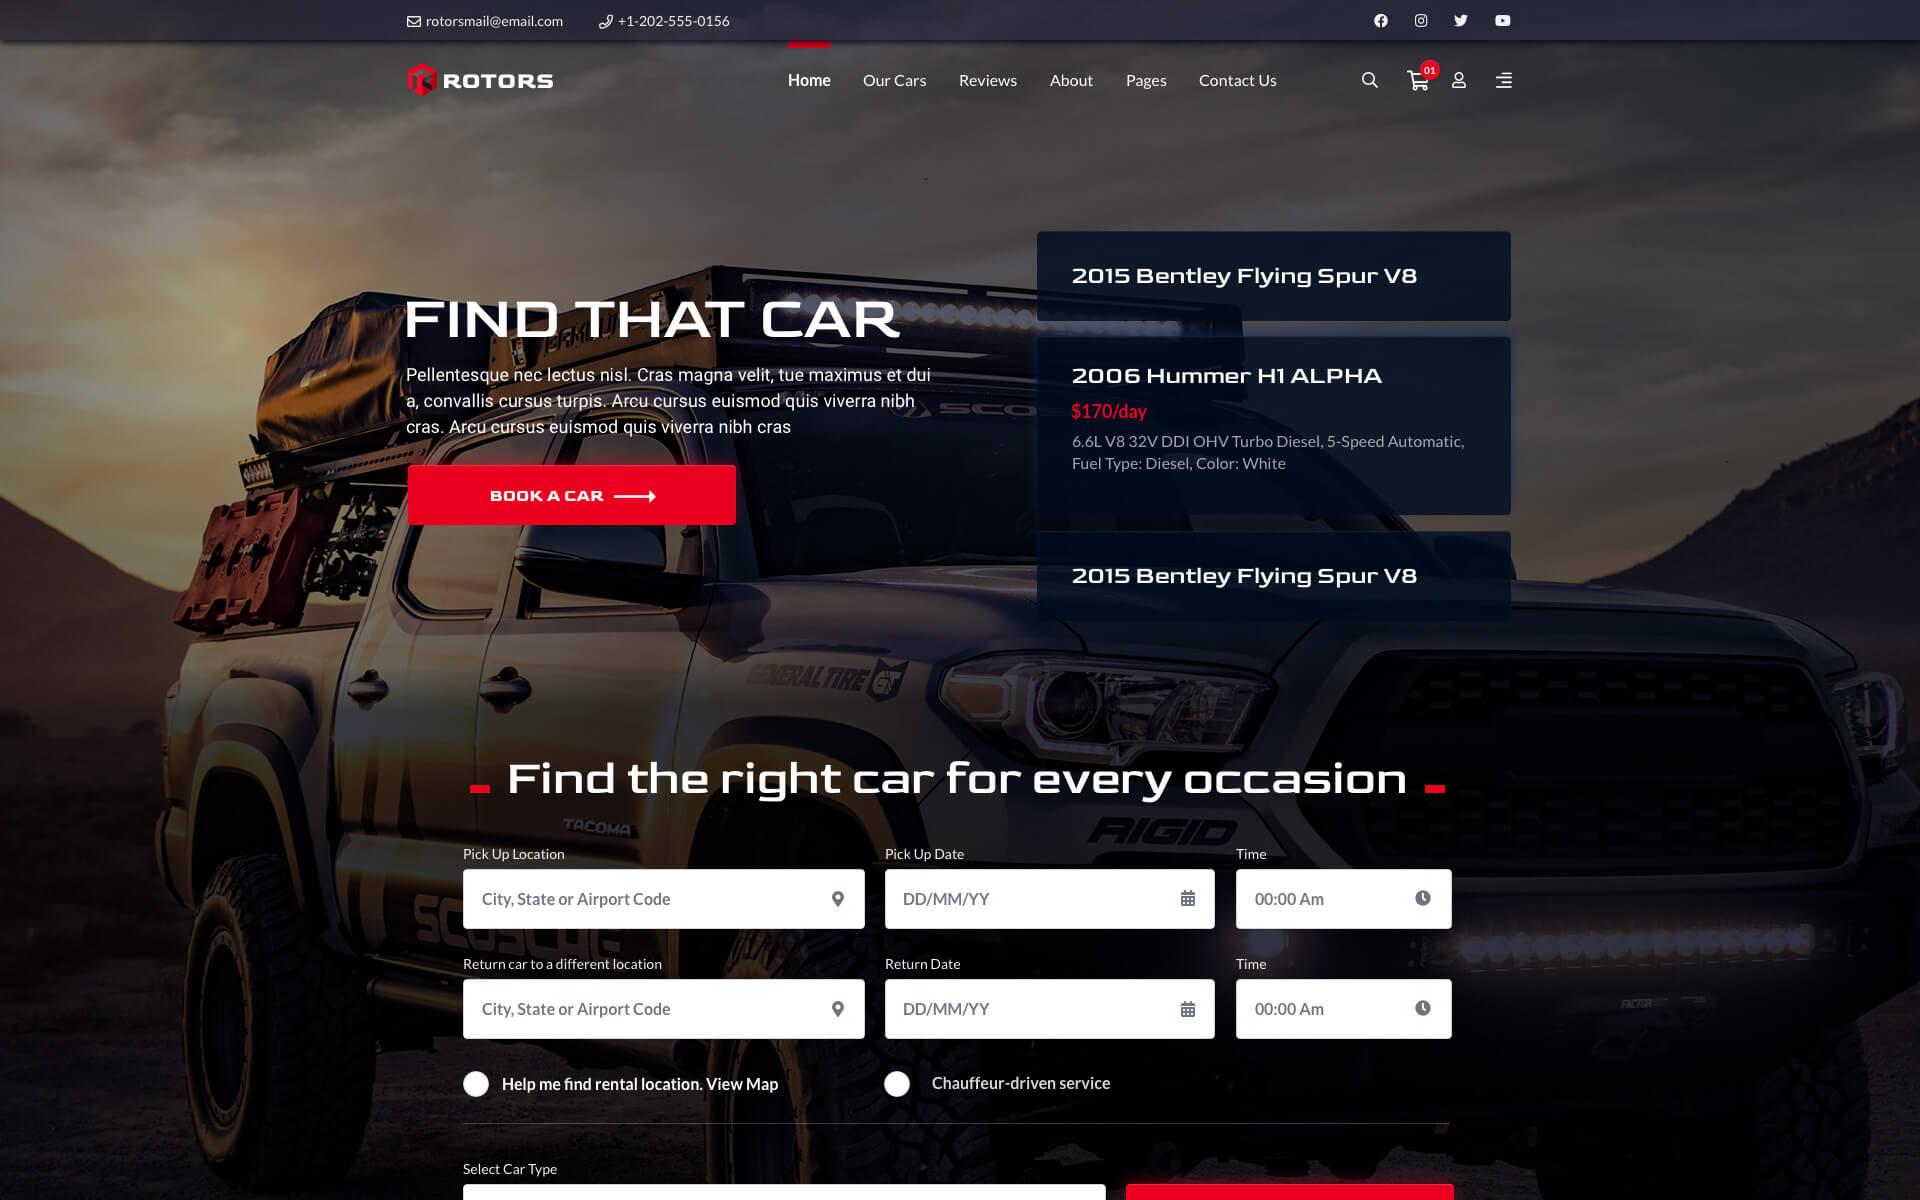 rotorsmail@email.com
+1-202-555-0156
ROTORS
Home
Our Cars
Reviews
About
Pages
Contact Us
01
FIND THAT CAR
Pellentesque nec lectus nisl. Cras magna velit, tue maximus et dui
a, convallis cursus turpis. Arcu cursus euismod quis viverra nibh
cras. Arcu cursus euismod quis viverra nibh cras
BOOK A CAR
2015 Bentley Flying Spur V8
2006 Hummer H1 ALPHA
$170/day
6.6L V8 32V DDI OHV Turbo Diesel, 5-Speed Automatic,
Fuel Type: Diesel, Color: White
2015 Bentley Flying Spur V8
GENERAL TIRE GT
Find the right car for every occasion
TACOMA
RIGID
Pick Up Location
Pick Up Date
Time
City, State or Airport Code
DD/MM/YY
00:00 Am
SCOSCHE
Return car to a different location
Return Date
Time
City, State or Airport Code
DD/MM/YY
00:00 Am
FACTOR
Help me find rental location. View Map
Chauffeur-driven service
Select Car Type